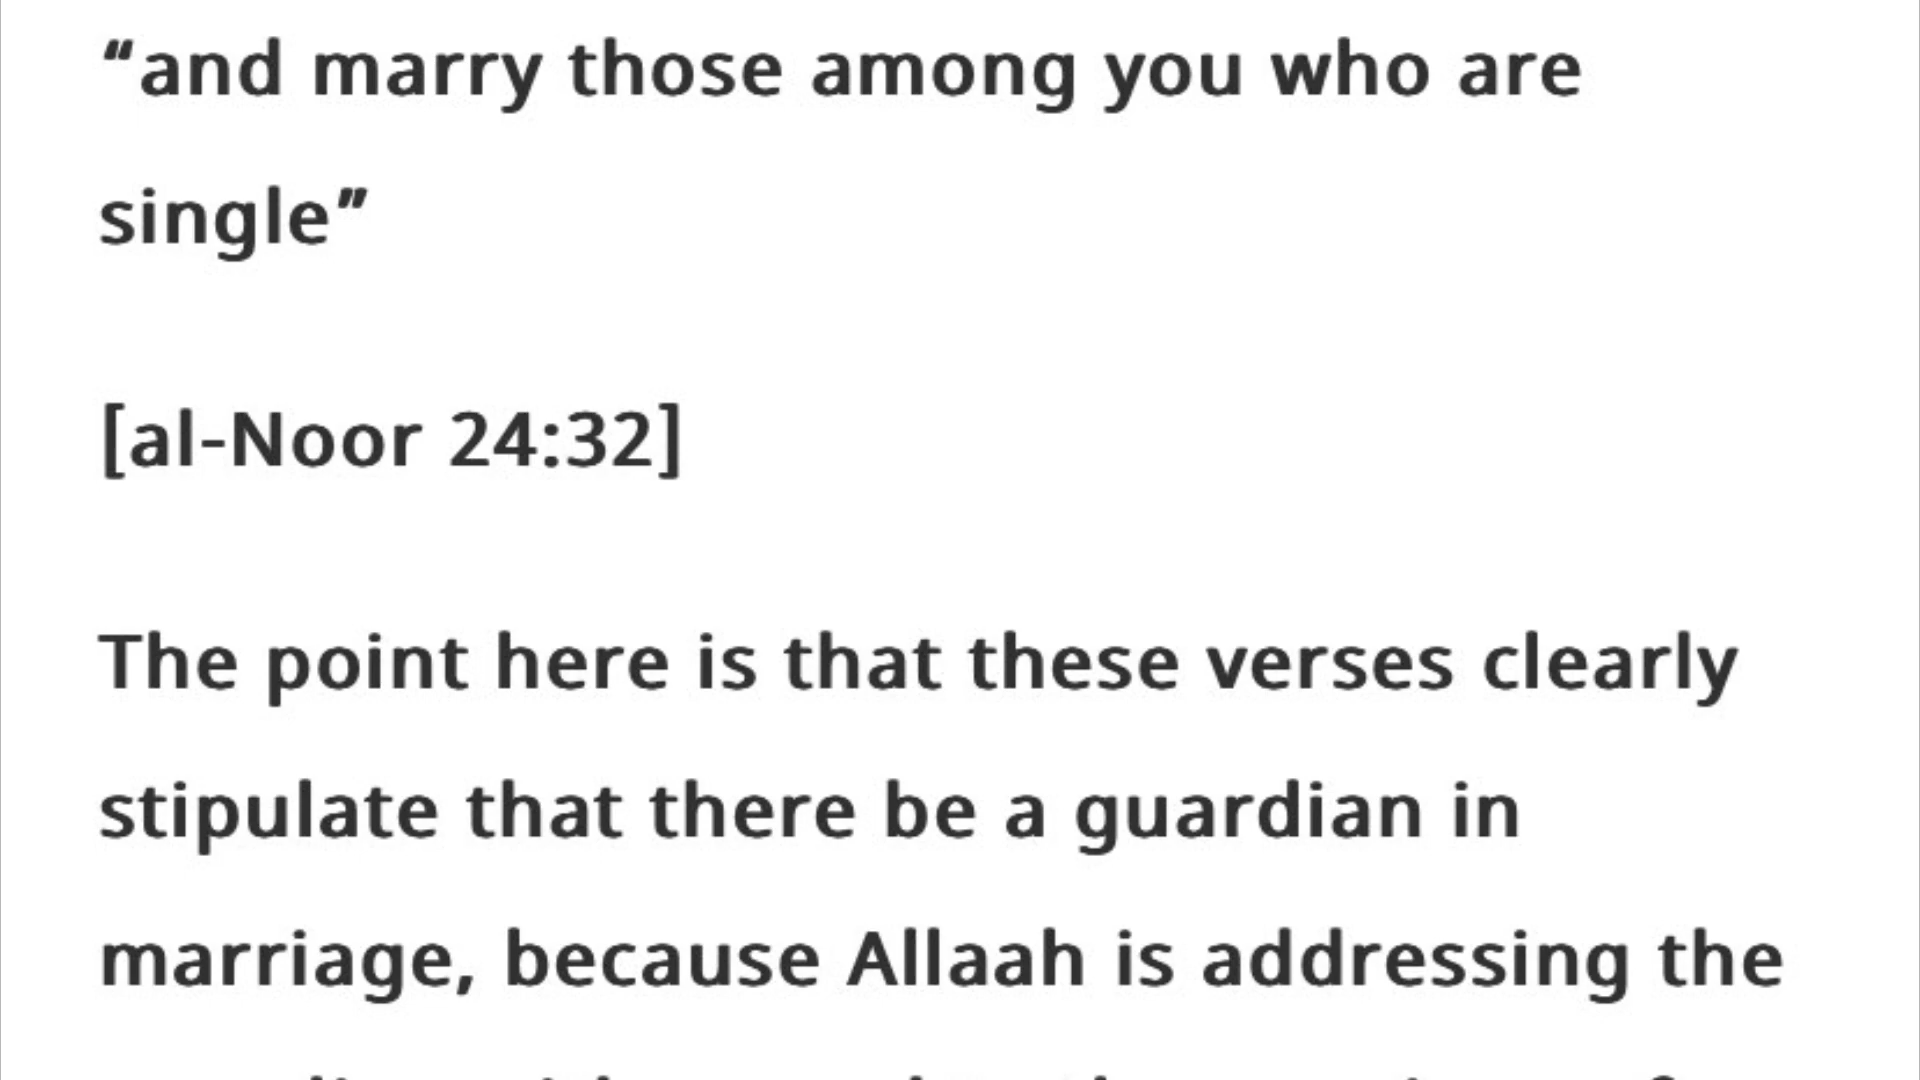 “and marry those among you who are
single”
[al-Noor 24:32]
The point here is that these verses clearly
stipulate that there be a guardian in
marriage, because Allaah is addressing the